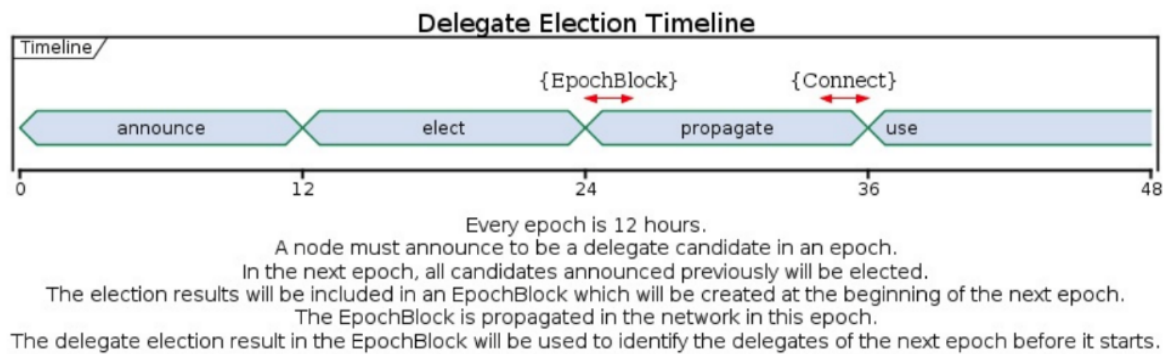 Delegate Election Timeline
Timeline
{EpochBlock} {Connect}
announce elect propagate use
0 12 24 36 48
Every epoch is 12 hours.
A node must announce to be a delegate candidate in an epoch.
In the next epoch, all candidates announced previously will be elected.
The election results will be included in an EpochBlock which will be created at the beginning of the next epoch.
The EpochBlock is propagated in the network in this epoch.
The delegate election result in the EpochBlock will be used to identify the delegates of the next epoch before it starts.